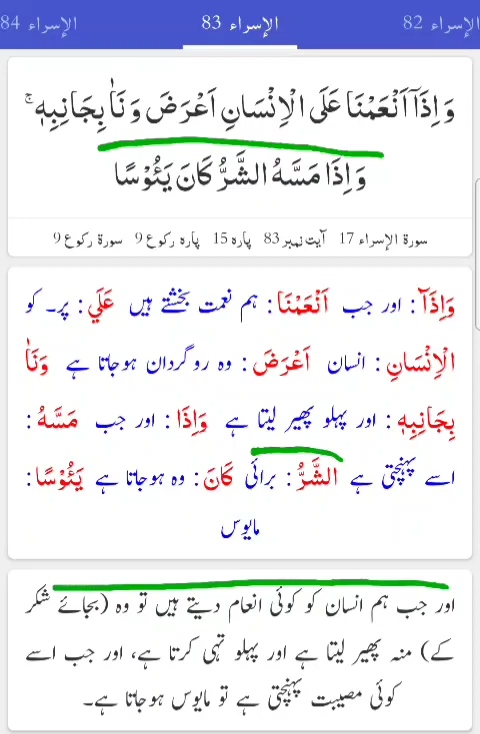 الإسراء 82 الإسراء 83 الإسراء 84
وَ اِذَاۤ اَنْعَمْنَا عَلَى الْاِنْسَانِ اَعْرَضَ وَ نَاٰ بِجَانِبِهٖ ۚ
وَ اِذَا مَسَّهُ الشَّرُّ كَانَ یَـُٔوْسًا
سورة الإسراء 17 آیت نمبر 83 پارہ 15 پارہ رکوع 9 سورۃ رکوع 9
وَاِذَآ : اور جب اَنْعَمْنَا : ہم نعمت بخشتے ہیں عَلَي : پر۔ کو
الْاِنْسَانِ : انسان اَعْرَضَ : وہ روگردان ہوجاتا ہے وَنَاٰ
بِجَانِبِهٖ : اور پہلو پھیر لیتا ہے وَاِذَا : اور جب مَسَّهُ :
اسے پہنچتی ہے الشَّرُّ : برائی كَانَ : وہ ہوجاتا ہے يَـُٔوْسًا :
مایوس
اور جب ہم انسان کو کوئی انعام دیتے ہیں تو وہ (بجائے شکر
کے) منہ پھیر لیتا ہے اور پہلو تہی کرتا ہے، اور جب اسے
کوئی مصیبت پہنچتی ہے تو مایوس ہوجاتا ہے۔